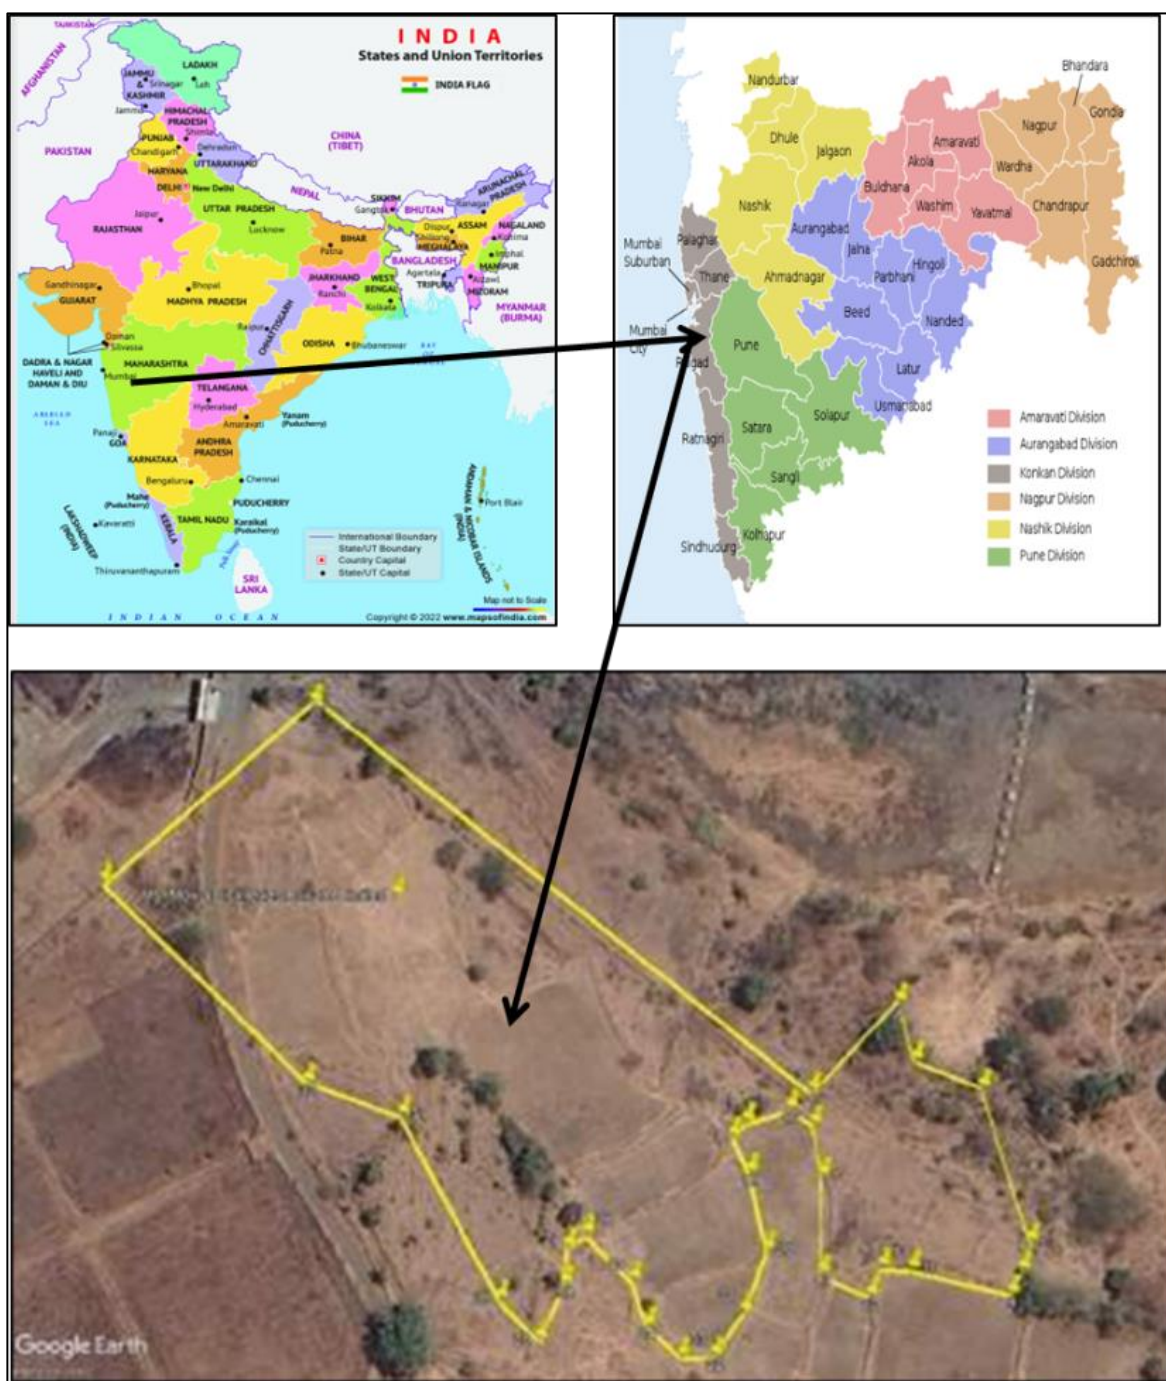 INDIA
States and Union Territories
INDIA FLAG
TAJIKISTAN
AFGHANISTAN
PAKISTAN
CHINA
(TIBET)
NEPAL
BHUTAN
BANGLADESH
MYANMAR
(BURMA)
SRI
LANKA
LADAKH
Leh
JAMMU
&
KASHMIR
Srinagar
Jammu
HIMACHAL
PRADESH
Shimla
PUNJAB
Chandigarh
Dehradun
UTTARAKHAND
HARYANA
DELHI
New Delhi
UTTAR PRADESH
Lucknow
Jaipur
RAJASTHAN
BIHAR
Patna
SIKKIM
Gangtok
ARUNACHAL
PRADESH
Itanagar
Dispur
ASSAM
NAGALAND
Kohima
Shillong
MEGHALAYA
Imphal
MANIPUR
Agartala
TRIPURA
Aizawl
MIZORAM
JHARKHAND
Ranchi
WEST
BENGAL
Kolkata
Gandhinagar
GUJARAT
Bhopal
MADHYA PRADESH
Raipur
CHHATTISGARH
ODISHA
Bhubaneswar
Daman
Silvassa
DADRA & NAGAR
HAVELI AND
DAMAN & DIU
MAHARASHTRA
Mumbai
TELANGANA
Hyderabad
Amaravati
Yanam
(Puducherry)
ANDHRA
PRADESH
Panaji
GOA
KARNATAKA
Bengaluru
Chennai
Mahe
(Puducherry)
PUDUCHERRY
TAMIL NADU
Karaikal
(Puducherry)
KERALA
LAKSHADWEEP
(INDIA)
Kavaratti
Thiruvananthapuram
ANDAMAN & NICOBAR ISLANDS
(INDIA)
Port Blair
International Boundary
State/UT Boundary
Country Capital
State/UT Capital
Map not to Scale
INDIAN OCEAN
Copyright © 2022 www.mapsofindia.com
Nandurbar
Dhule
Jalgaon
Nashik
Bhandara
Gondia
Nagpur
Amaravati
Akola
Wardha
Buldhana
Washim
Yavatmal
Chandrapur
Gadchiroli
Aurangabad
Jalna
Hingoli
Parbhani
Palaghar
Mumbai
Suburban
Thane
Ahmadnagar
Beed
Nanded
Mumbai
City
Pune
Latur
Usmanabad
Solapur
Satara
Ratnagiri
Sangli
Kolhapur
Sindhudurg
Amaravati Division
Aurangabad Division
Konkan Division
Nagpur Division
Nashik Division
Pune Division
Google Earth